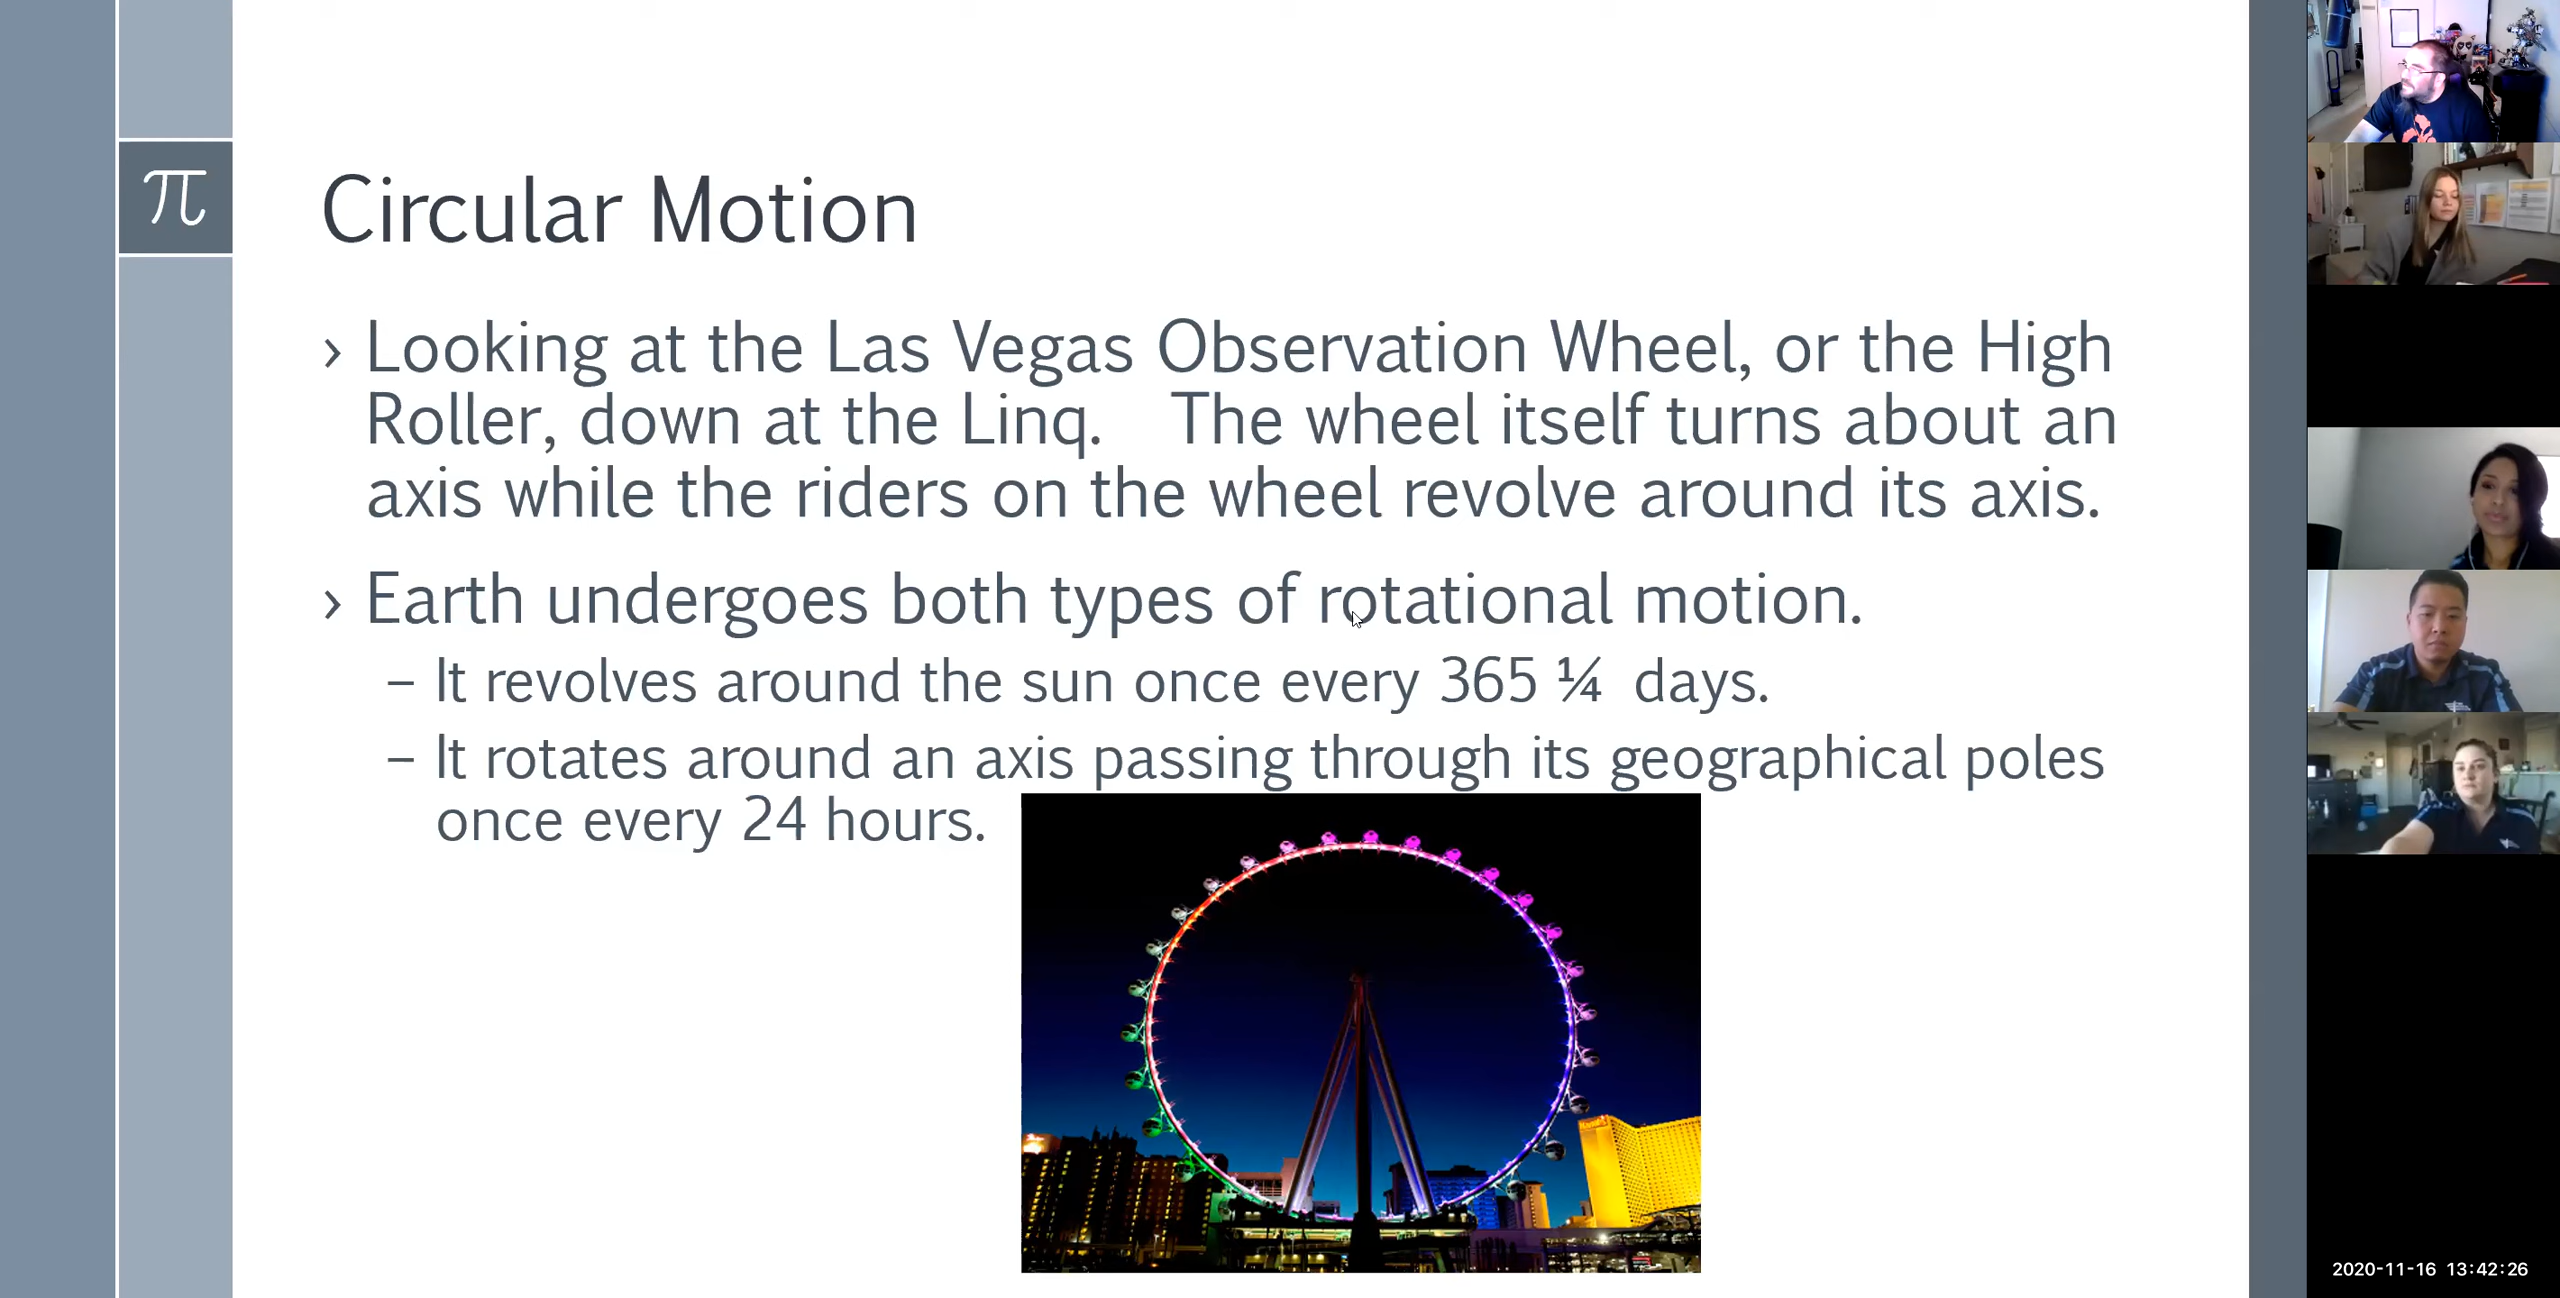 π
Circular Motion
› Looking at the Las Vegas Observation Wheel, or the High
Roller, down at the Linq.   The wheel itself turns about an
axis while the riders on the wheel revolve around its axis.
› Earth undergoes both types of rotational motion.
– It revolves around the sun once every 365 ¼  days.
– It rotates around an axis passing through its geographical poles
once every 24 hours.
2020-11-16 13:42:26